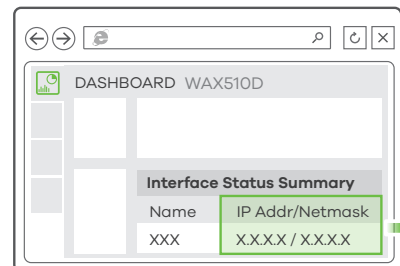 DASHBOARD WAX510D
Interface Status Summary
Name IP Addr/Netmask
XXX X.X.X.X / X.X.X.X